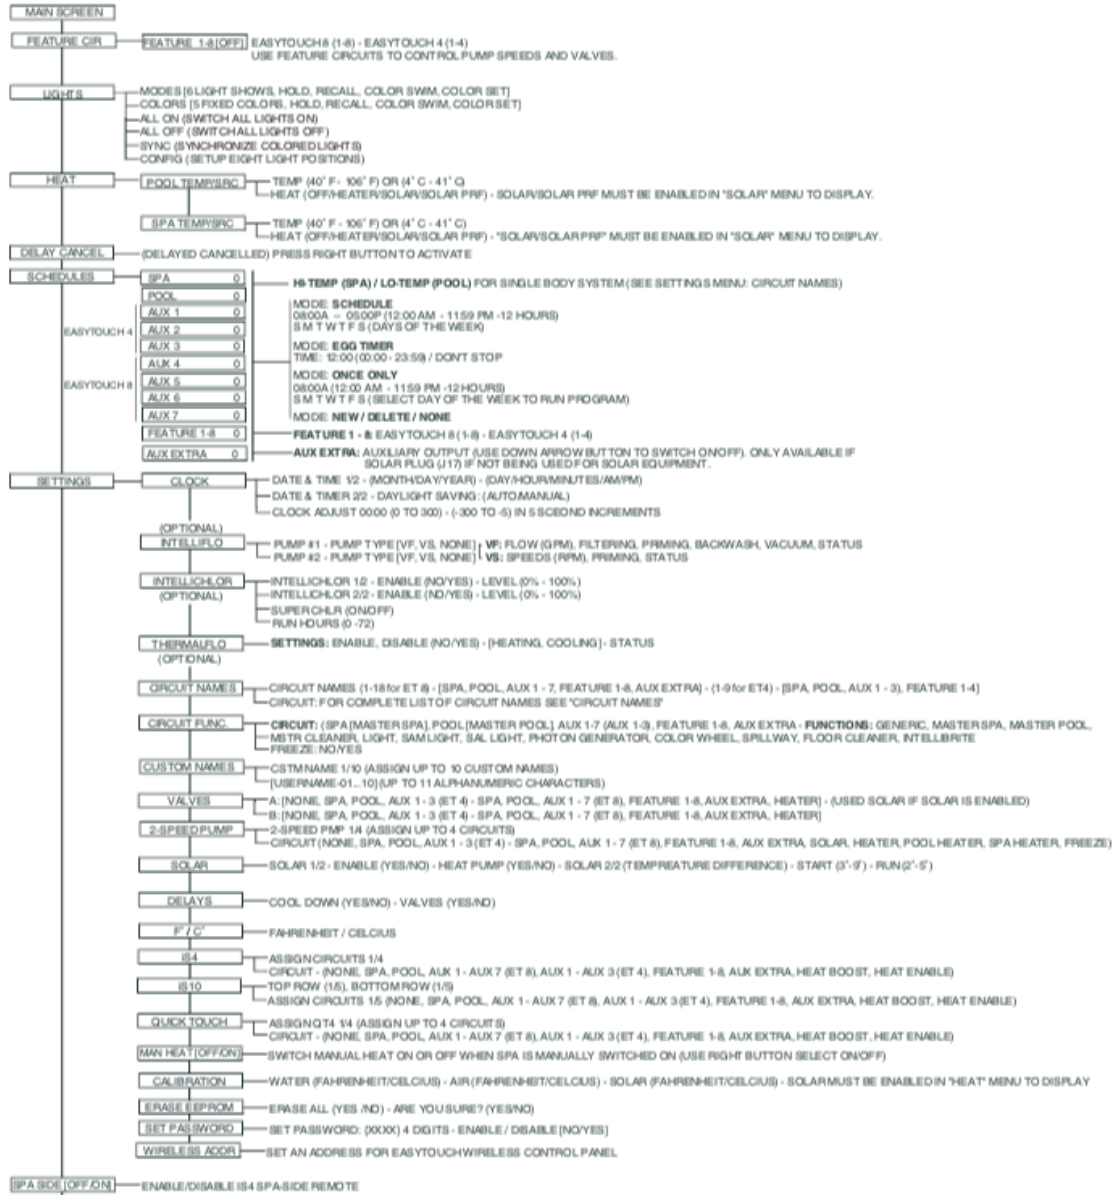 MAIN SCREEN
FEATURE CIR
FEATURE 1-8 [OFF]
EASYTOUCH 8 (1-8) - EASYTOUCH 4 (1-4)
USE FEATURE CIRCUITS TO CONTROL PUMP SPEEDS AND VALVES.
LIGHTS
MODES [6 LIGHT SHOWS, HOLD, RECALL, COLOR SWIM, COLOR SET]
COLORS [5 FIXED COLORS, HOLD, RECALL, COLOR SWIM, COLOR SET]
ALL ON (SWITCH ALL LIGHTS ON)
ALL OFF (SWITCH ALL LIGHTS OFF)
SYNC (SYNCHRONIZE COLORED LIGHTS)
CONFIG (SETUP EIGHT LIGHT POSITIONS)
HEAT
POOL TEMP/SRC
TEMP (40° F - 106° F) OR (4° C - 41° C)
HEAT (OFF/HEATER/SOLAR/SOLAR PRF) - SOLAR/SOLAR PRF MUST BE ENABLED IN "SOLAR" MENU TO DISPLAY.
SPA TEMP/SRC
TEMP (40° F - 106° F) OR (4° C - 41° C)
HEAT (OFF/HEATER/SOLAR/SOLAR PRF) - "SOLAR/SOLAR PRF" MUST BE ENABLED IN "SOLAR" MENU TO DISPLAY.
DELAY CANCEL
(DELAYED CANCELLED) PRESS RIGHT BUTTON TO ACTIVATE
SCHEDULES
SPA 0
HI-TEMP (SPA) / LO-TEMP (POOL) FOR SINGLE BODY SYSTEM (SEE SETTINGS MENU: CIRCUIT NAMES)
POOL 0
EASYTOUCH 4
AUX 1 0
AUX 2 0
AUX 3 0
EASYTOUCH 8
AUX 4 0
AUX 5 0
AUX 6 0
AUX 7 0
MODE: SCHEDULE
08:00A -- 05:00P (12:00 AM - 11:59 PM -12 HOURS)
S M T W T F S (DAYS OF THE WEEK)
MODE: EGG TIMER
TIME: 12:00 (00:00 - 23:59) / DON'T STOP
MODE: ONCE ONLY
08:00A (12:00 AM - 11:59 PM -12 HOURS)
S M T W T F S (SELECT DAY OF THE WEEK TO RUN PROGRAM)
MODE: NEW / DELETE / NONE
FEATURE 1-8 0
FEATURE 1 - 8: EASYTOUCH 8 (1-8) - EASYTOUCH 4 (1-4)
AUX EXTRA 0
AUX EXTRA: AUXILIARY OUTPUT (USE DOWN ARROW BUTTON TO SWITCH ON/OFF). ONLY AVAILABLE IF
SOLAR PLUG (J17) IF NOT BEING USED FOR SOLAR EQUIPMENT.
SETTINGS
CLOCK
DATE & TIME 1/2 - (MONTH/DAY/YEAR) - (DAY/HOUR/MINUTES/AM/PM)
DATE & TIMER 2/2 - DAYLIGHT SAVING: (AUTO/MANUAL)
CLOCK ADJUST 00:00 (0 TO 300) - (-300 TO -5) IN 5 SCEOND INCREMENTS
(OPTIONAL)
INTELLIFLO
PUMP #1 - PUMP TYPE [VF, VS, NONE]
PUMP #2 - PUMP TYPE [VF, VS, NONE]
VF: FLOW (GPM), FILTERING, PRIMING, BACKWASH, VACUUM, STATUS
VS: SPEEDS (RPM), PRIMING, STATUS
INTELLICHLOR
(OPTIONAL)
INTELLICHLOR 1/2 - ENABLE (NO/YES) - LEVEL (0% - 100%)
INTELLICHLOR 2/2 - ENABLE (NO/YES) - LEVEL (0% - 100%)
SUPER CHLR (ON/OFF)
RUN HOURS (0 -72)
THERMALFLO
(OPTIONAL)
SETTINGS: ENABLE, DISABLE (NO/YES) - [HEATING, COOLING] - STATUS
CIRCUIT NAMES
CIRCUIT NAMES (1-18 for ET 8) - [SPA, POOL, AUX 1 - 7, FEATURE 1-8, AUX EXTRA] - (1-9 for ET4) - [SPA, POOL, AUX 1 - 3), FEATURE 1-4]
CIRCUIT: FOR COMPLETE LIST OF CIRCUIT NAMES SEE "CIRCUIT NAMES"
CIRCUIT FUNC.
CIRCUIT: (SPA [MASTER SPA], POOL [MASTER POOL], AUX 1-7 (AUX 1-3), FEATURE 1-8, AUX EXTRA - FUNCTIONS: GENERIC, MASTER SPA, MASTER POOL,
MSTR CLEANER, LIGHT, SAM LIGHT, SAL LIGHT, PHOTON GENERATOR, COLOR WHEEL, SPILLWAY, FLOOR CLEANER, INTELLIBRITE
FREEZE: NO/YES
CUSTOM NAMES
CSTM NAME 1/10 (ASSIGN UP TO 10 CUSTOM NAMES)
[USERNAME-01...10] (UP TO 11 ALPHANUMERIC CHARACTERS)
VALVES
A: [NONE, SPA, POOL, AUX 1 - 3 (ET 4) - SPA, POOL, AUX 1 - 7 (ET 8), FEATURE 1-8, AUX EXTRA, HEATER] - (USED SOLAR IF SOLAR IS ENABLED)
B: [NONE, SPA, POOL, AUX 1 - 3 (ET 4) - SPA, POOL, AUX 1 - 7 (ET 8), FEATURE 1-8, AUX EXTRA, HEATER]
2-SPEED PUMP
2-SPEED PMP 1/4 (ASSIGN UP TO 4 CIRCUITS)
CIRCUIT (NONE, SPA, POOL, AUX 1 - 3 (ET 4) - SPA, POOL, AUX 1 - 7 (ET 8), FEATURE 1-8, AUX EXTRA, SOLAR, HEATER, POOL HEATER, SPA HEATER, FREEZE)
SOLAR
SOLAR 1/2 - ENABLE (YES/NO) - HEAT PUMP (YES/NO) - SOLAR 2/2 (TEMPREATURE DIFFERENCE) - START (3°-9°) - RUN (2°-5°)
DELAYS
COOL DOWN (YES/NO) - VALVES (YES/NO)
F° / C°
FAHRENHEIT / CELCIUS
iS4
ASSIGN CIRCUITS 1/4
CIRCUIT - (NONE, SPA, POOL, AUX 1 - AUX 7 (ET 8), AUX 1 - AUX 3 (ET 4), FEATURE 1-8, AUX EXTRA, HEAT BOOST, HEAT ENABLE)
iS10
TOP ROW (1/5), BOTTOM ROW (1/5)
ASSIGN CIRCUITS 1/5 (NONE, SPA, POOL, AUX 1 - AUX 7 (ET 8), AUX 1 - AUX 3 (ET 4), FEATURE 1-8, AUX EXTRA, HEAT BOOST, HEAT ENABLE)
QUICK TOUCH
ASSIGN QT4 1/4 (ASSIGN UP TO 4 CIRCUITS)
CIRCUIT - (NONE, SPA, POOL, AUX 1 - AUX 7 (ET 8), AUX 1 - AUX 3 (ET 4), FEATURE 1-8, AUX EXTRA, HEAT BOOST, HEAT ENABLE)
MAN HEAT [OFF/ON]
SWITCH MANUAL HEAT ON OR OFF WHEN SPA IS MANUALLY SWITCHED ON (USE RIGHT BUTTON SELECT ON/OFF)
CALIBRATION
WATER (FAHRENHEIT/CELCIUS) - AIR (FAHRENHEIT/CELCIUS) - SOLAR (FAHRENHEIT/CELCIUS) - SOLAR MUST BE ENABLED IN "HEAT" MENU TO DISPLAY
ERASE EEPROM
ERASE ALL (YES /NO) - ARE YOU SURE? (YES/NO)
SET PASSWORD
SET PASSWORD: (XXXX) 4 DIGITS - ENABLE / DISABLE [NO/YES]
WIRELESS ADDR
SET AN ADDRESS FOR EASYTOUCH WIRELESS CONTROL PANEL
SPA SIDE [OFF/ON]
ENABLE/DISABLE IS4 SPA-SIDE REMOTE